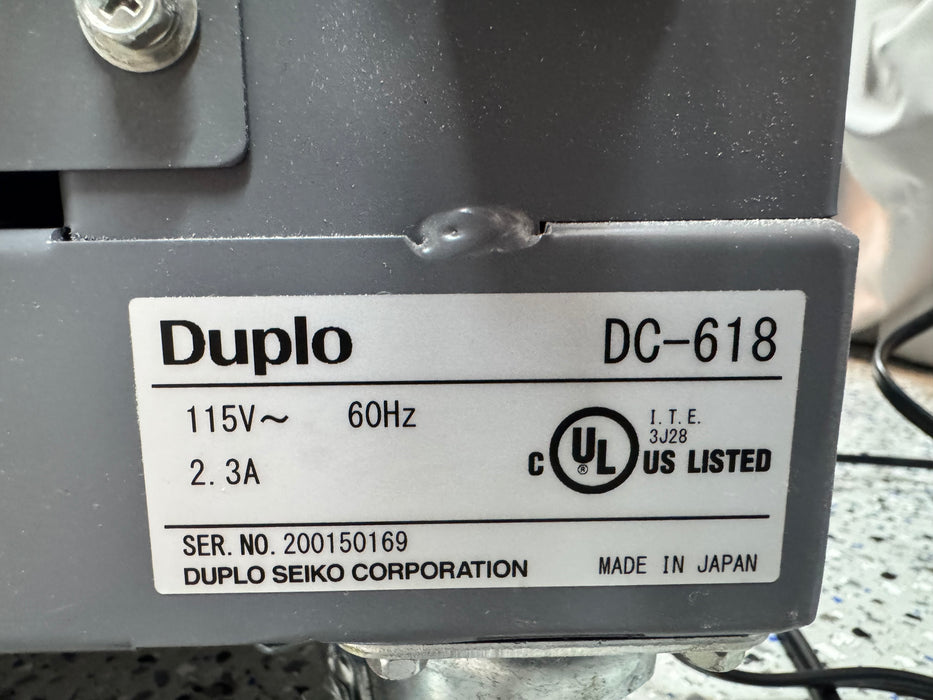 Duplo DC-618
115V~ 60Hz
2.3A
I.T.E.
3J28
C UL ® US LISTED
SER. NO. 200150169
DUPLO SEIKO CORPORATION MADE IN JAPAN